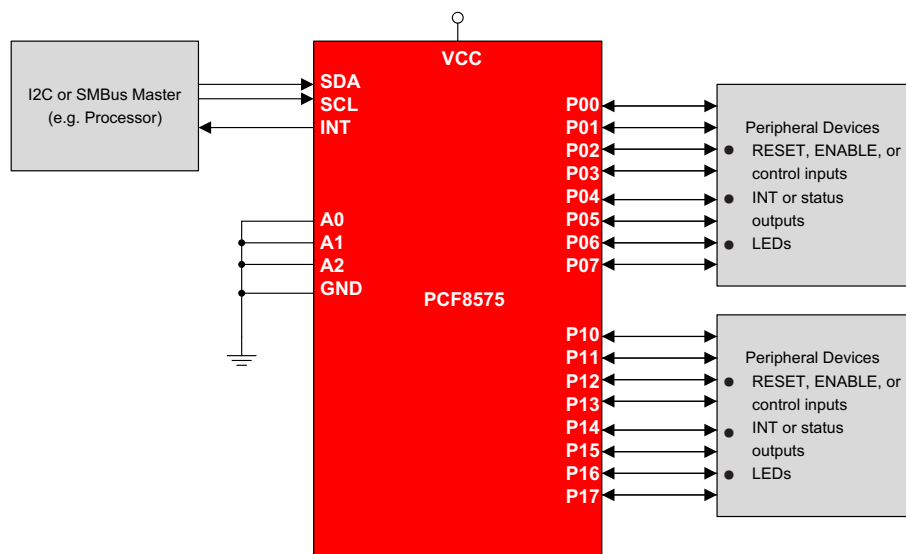 VCC
I2C or SMBus Master
(e.g. Processor)
SDA
SCL
INT
A0
A1
A2
GND
PCF8575
P00
P01
P02
P03
P04
P05
P06
P07
P10
P11
P12
P13
P14
P15
P16
P17
Peripheral Devices
● RESET, ENABLE, or
control inputs
● INT or status
outputs
● LEDs
Peripheral Devices
● RESET, ENABLE, or
control inputs
● INT or status
outputs
● LEDs